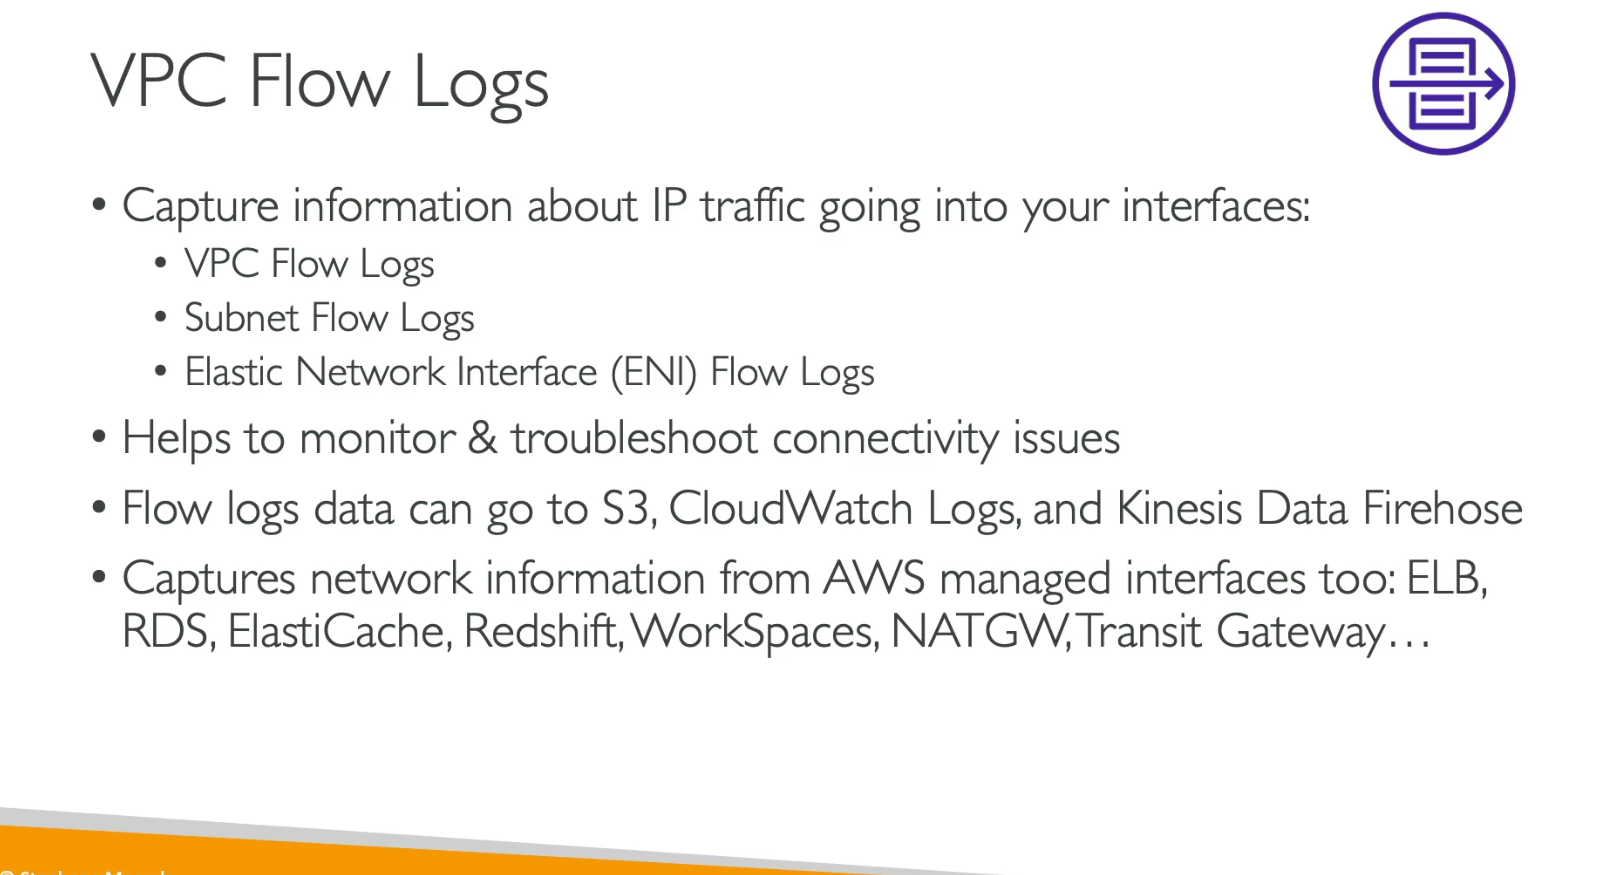 VPC Flow Logs
• Capture information about IP traffic going into your interfaces:
• VPC Flow Logs
• Subnet Flow Logs
• Elastic Network Interface (ENI) Flow Logs
• Helps to monitor & troubleshoot connectivity issues
• Flow logs data can go to S3, CloudWatch Logs, and Kinesis Data Firehose
• Captures network information from AWS managed interfaces too: ELB,
RDS, ElastiCache, Redshift, WorkSpaces, NATGW, Transit Gateway…